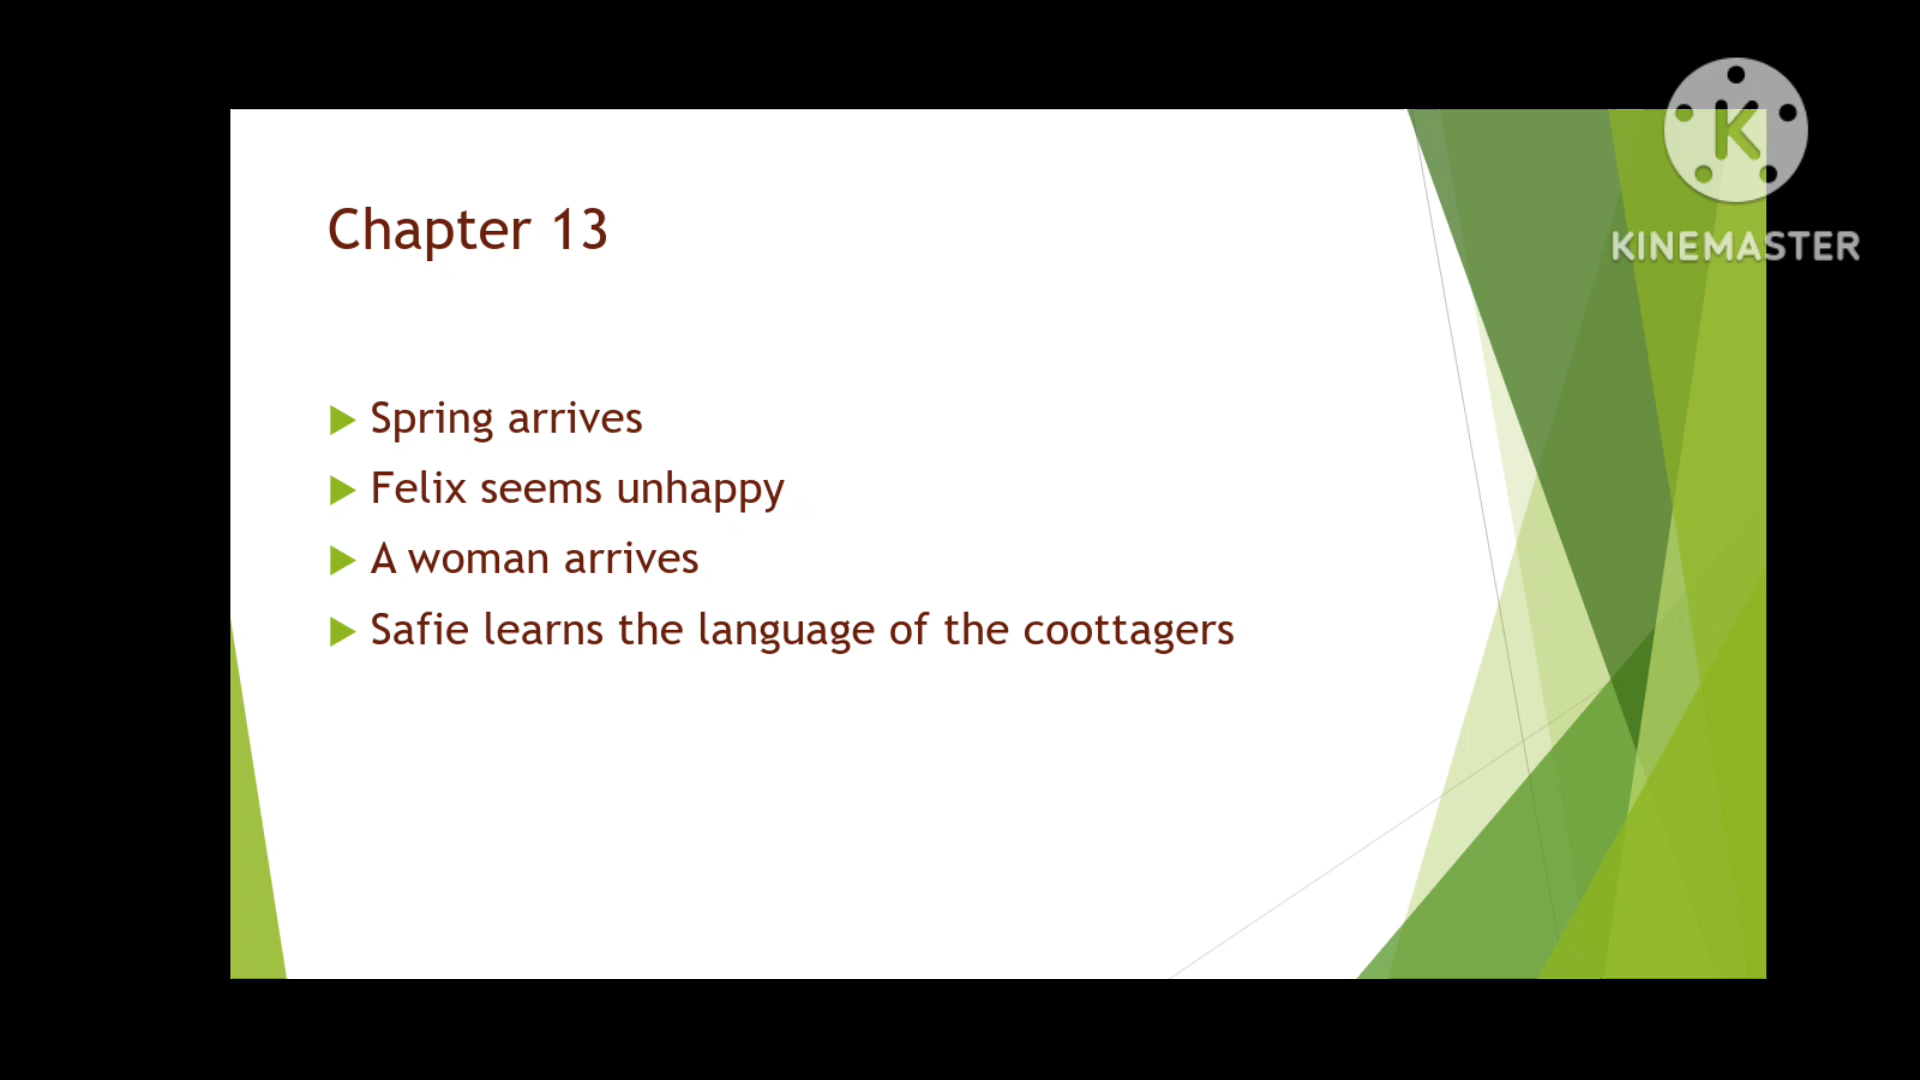 Chapter 13
K
KINEMASTER
Spring arrives
Felix seems unhappy
A woman arrives
Safie learns the language of the coottagers